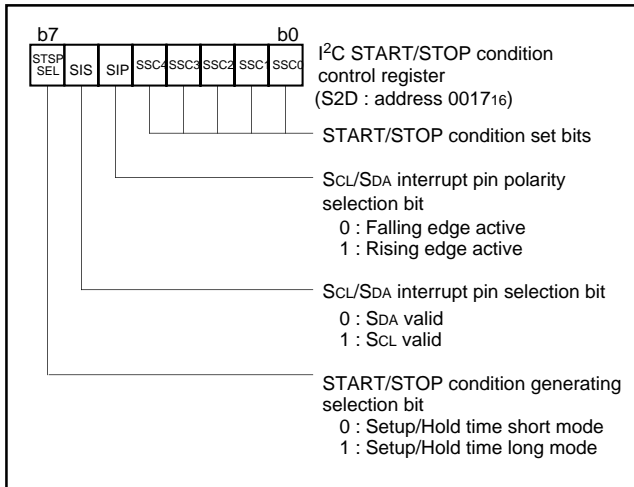 b7 b0
STSP SEL SIS SIP SSC4 SSC3 SSC2 SSC1 SSC0
I2C START/STOP condition
control register
(S2D : address 001716)
START/STOP condition set bits
SCL/SDA interrupt pin polarity
selection bit
0 : Falling edge active
1 : Rising edge active
SCL/SDA interrupt pin selection bit
0 : SDA valid
1 : SCL valid
START/STOP condition generating
selection bit
0 : Setup/Hold time short mode
1 : Setup/Hold time long mode